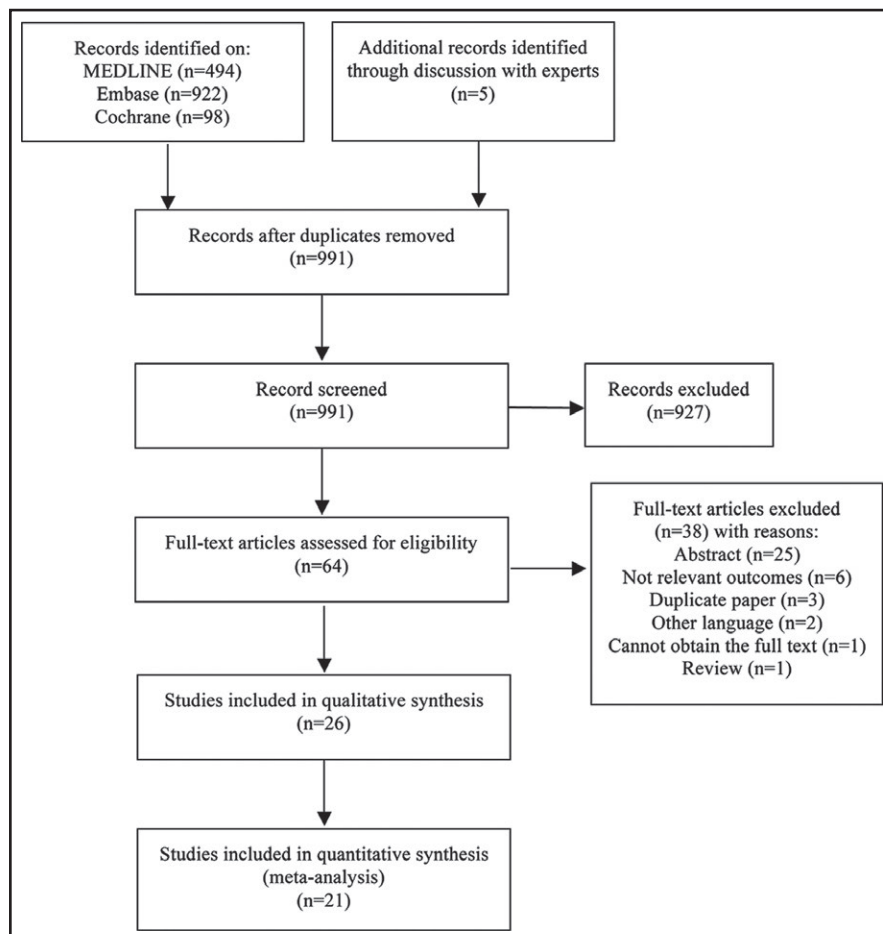 Records identified on:
MEDLINE (n=494)
Embase (n=922)
Cochrane (n=98)
Additional records identified
through discussion with experts
(n=5)
Records after duplicates removed
(n=991)
Record screened
(n=991)
Records excluded
(n=927)
Full-text articles assessed for eligibility
(n=64)
Full-text articles excluded
(n=38) with reasons:
Abstract (n=25)
Not relevant outcomes (n=6)
Duplicate paper (n=3)
Other language (n=2)
Cannot obtain the full text (n=1)
Review (n=1)
Studies included in qualitative synthesis
(n=26)
Studies included in quantitative synthesis
(meta-analysis)
(n=21)